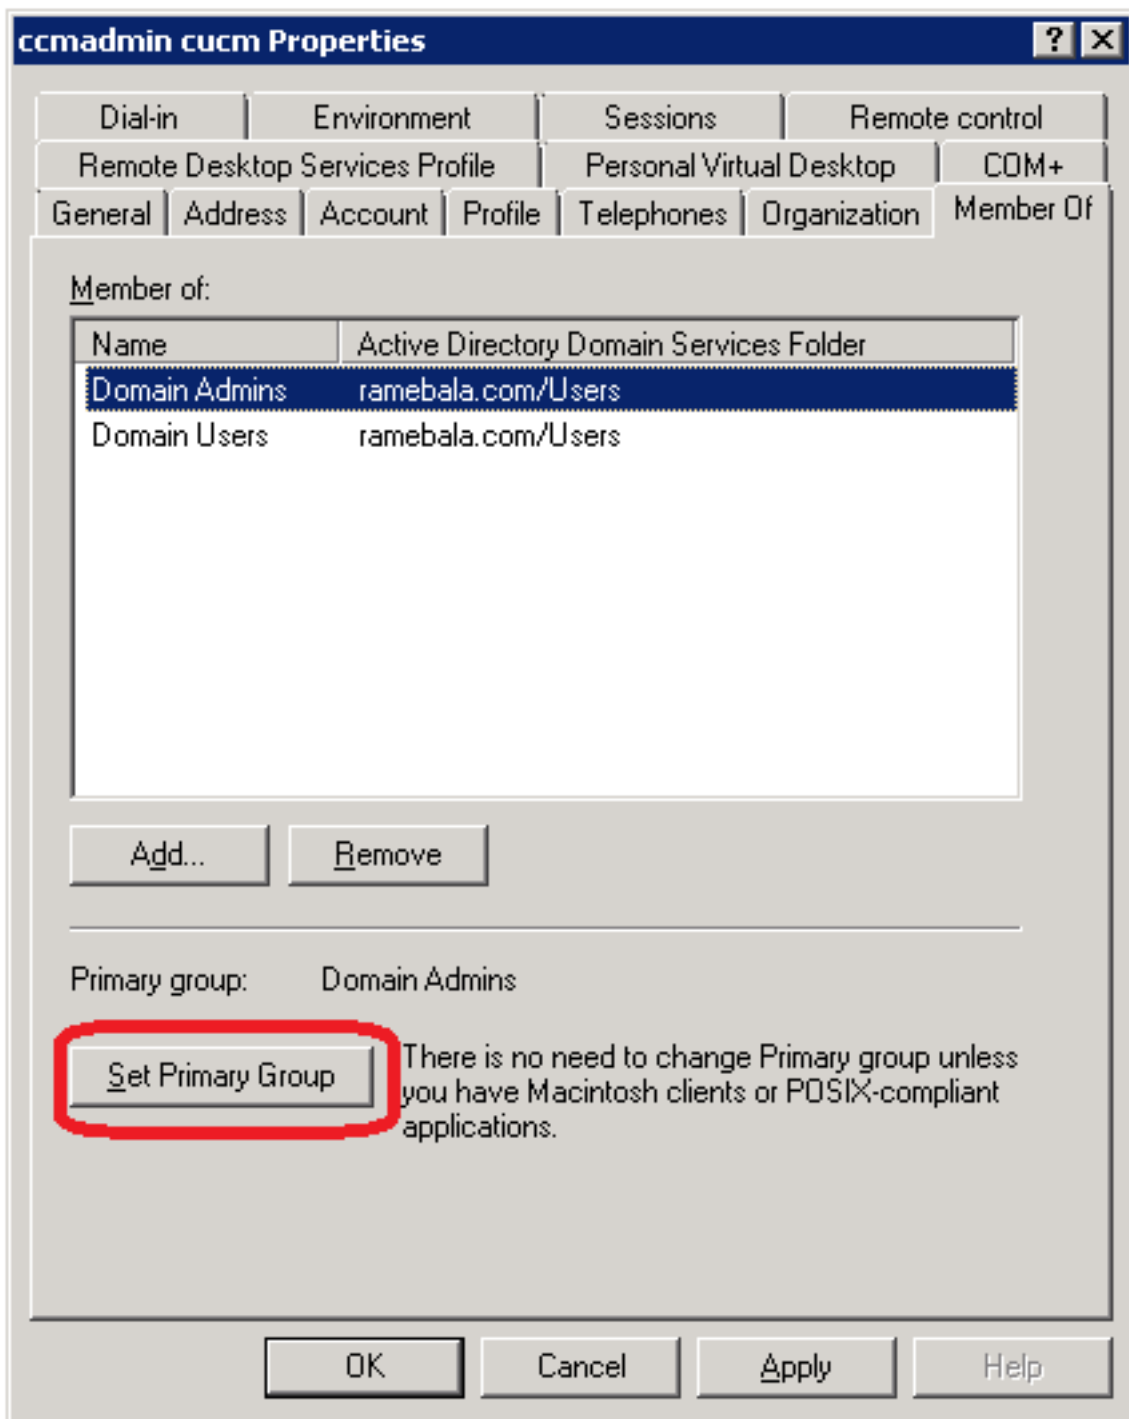 ccmadmin cucm Properties
Dial-in Environment Sessions Remote control
Remote Desktop Services Profile Personal Virtual Desktop COM+
General Address Account Profile Telephones Organization Member Of
Member of:
Name Active Directory Domain Services Folder
Domain Admins ramebala.com/Users
Domain Users ramebala.com/Users
Add... Remove
Primary group: Domain Admins
Set Primary Group
There is no need to change Primary group unless
you have Macintosh clients or POSIX-compliant
applications.
OK Cancel Apply Help